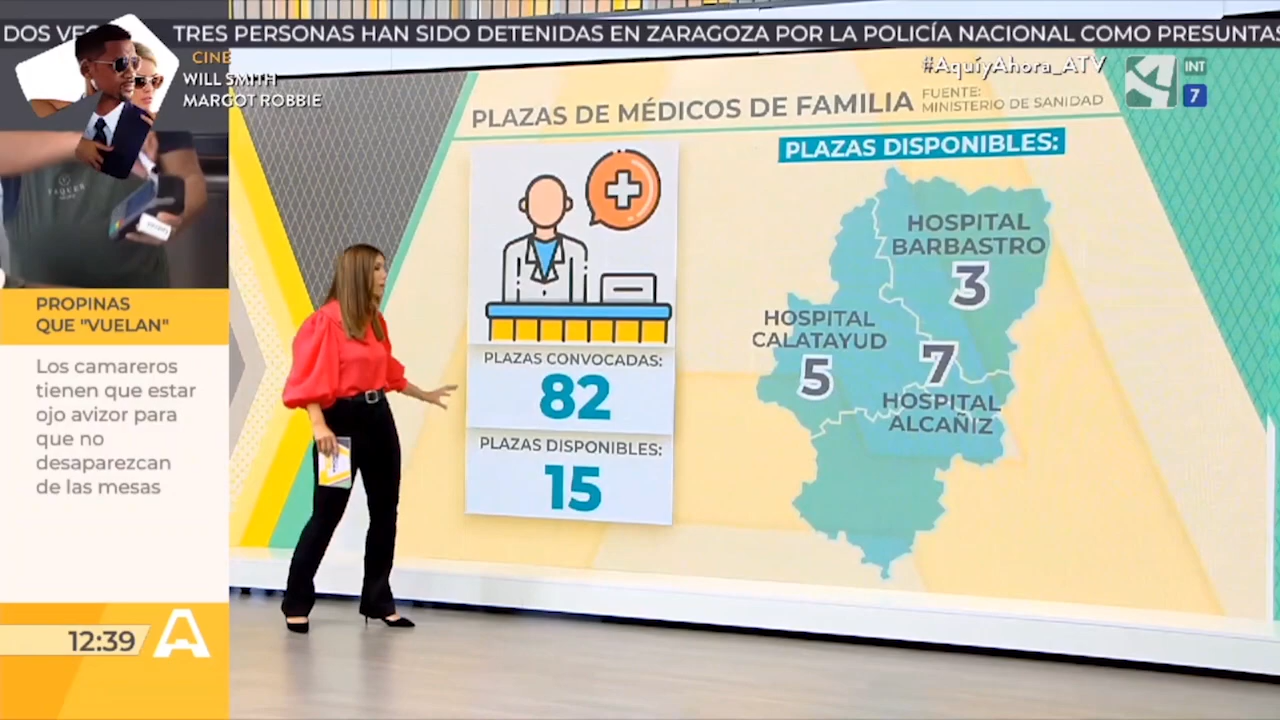 DOS VEC
TRES PERSONAS HAN SIDO DETENIDAS EN ZARAGOZA POR LA POLICÍA NACIONAL COMO PRESUNTAS
CINE
WILL SMITH
MARGOT ROBBIE
#AquíyAhora_ATV
INT
7
PLAZAS DE MÉDICOS DE FAMILIA
FUENTE:
MINISTERIO DE SANIDAD
PLAZAS DISPONIBLES:
HOSPITAL
BARBASTRO
3
HOSPITAL
CALATAYUD
5
7
HOSPITAL
ALCAÑIZ
PLAZAS CONVOCADAS:
82
PLAZAS DISPONIBLES:
15
PROPINAS
QUE "VUELAN"
Los camareros
tienen que estar
ojo avizor para
que no
desaparezcan
de las mesas
12:39